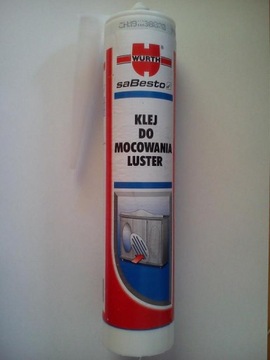 WÜRTH
saBesto
KLEJ
DO
MOCOWANIA
LUSTER